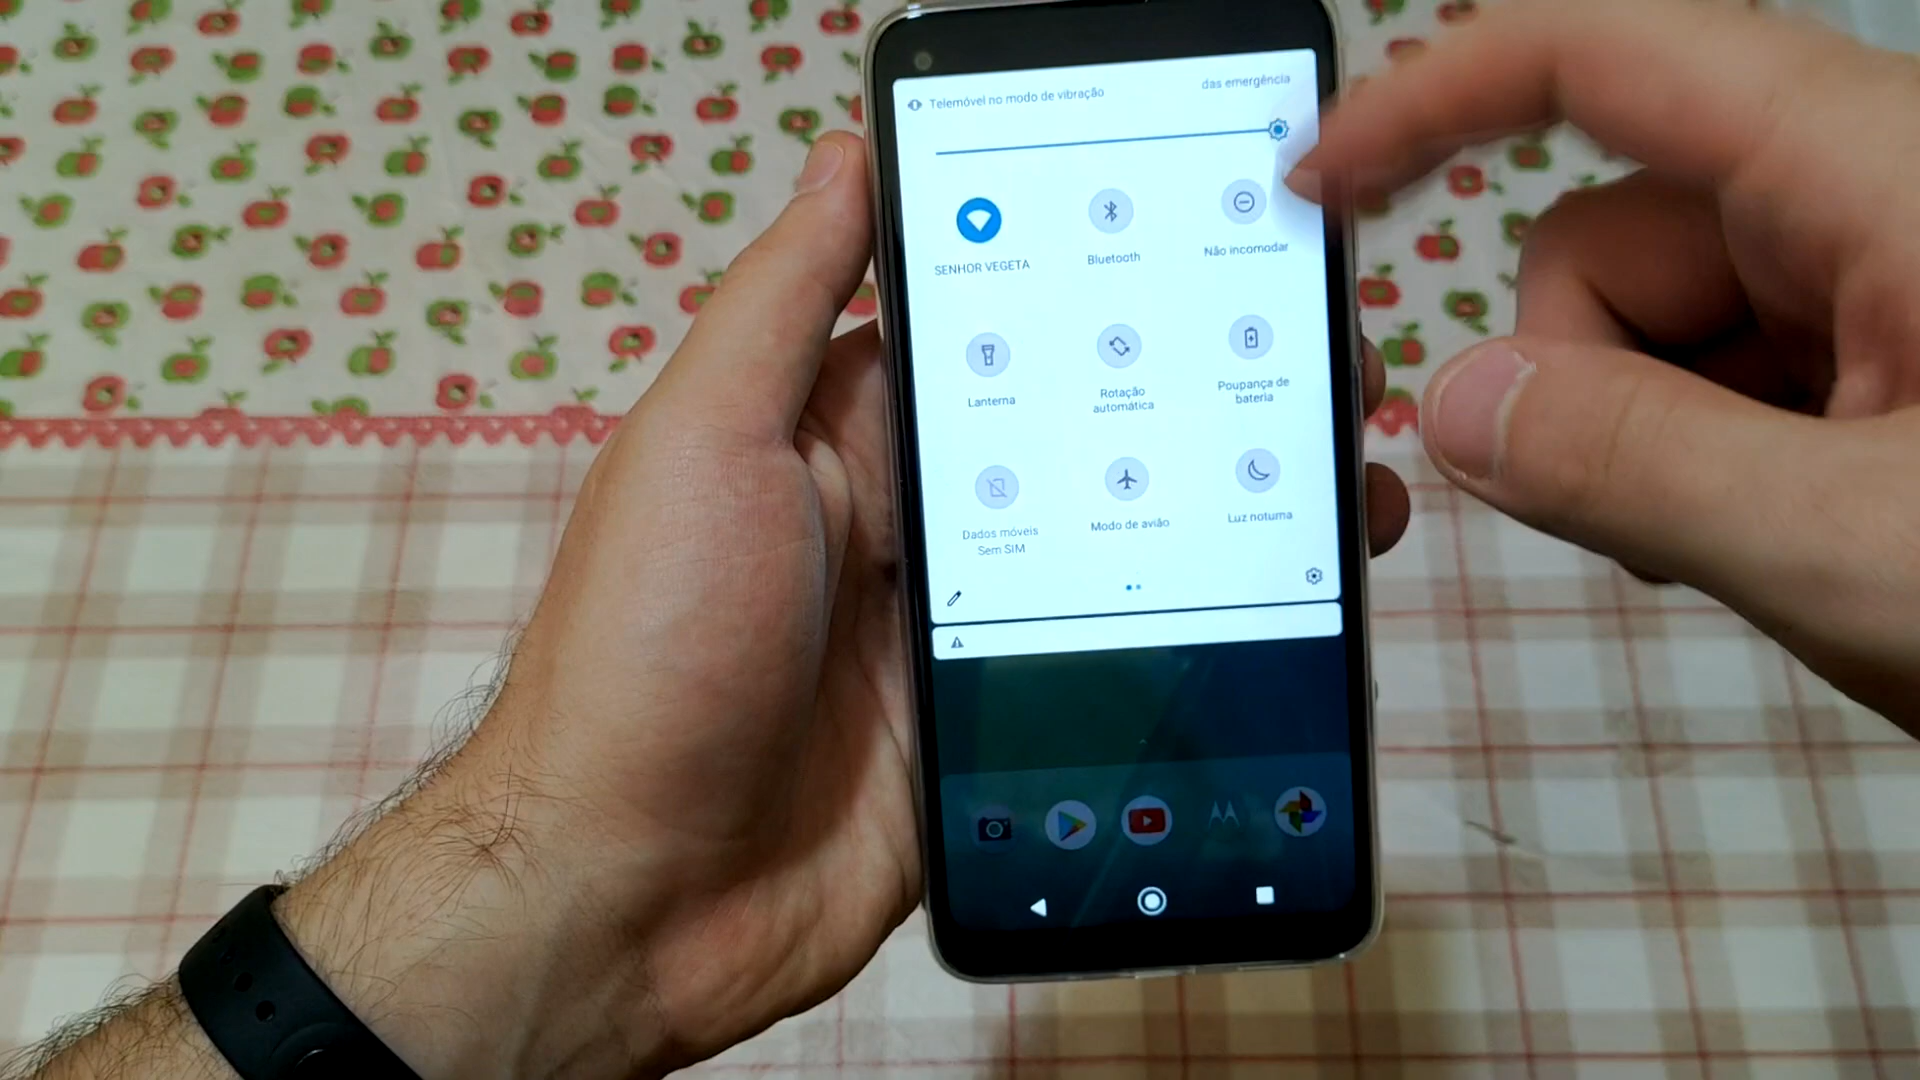 das emergência
Telemóvel no modo de vibração
SENHOR VEGETA
Bluetooth
Não incomodar
Lanterna
Rotação
automática
Poupança de
bateria
Dados móveis
Sem SIM
Modo de avião
Luz noturna